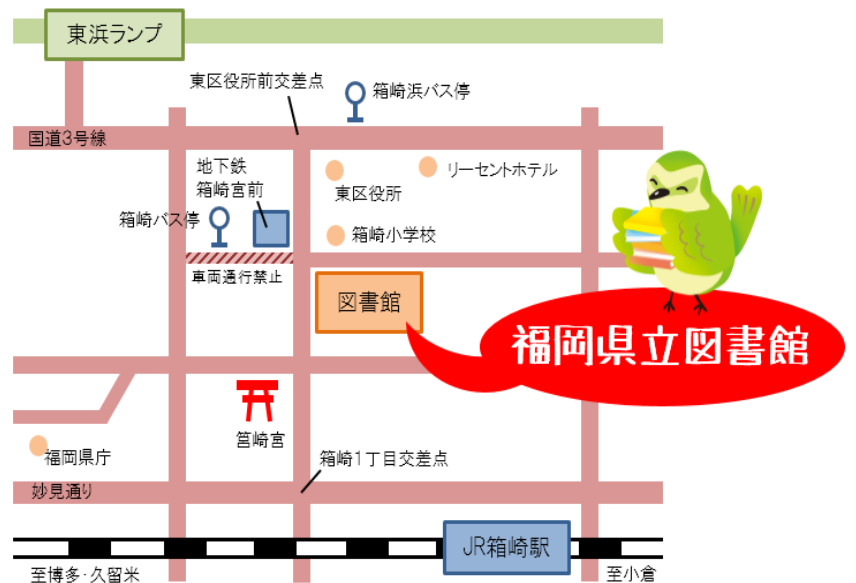 東浜ランプ
東区役所前交差点
箱崎浜バス停
国道3号線
地下鉄
箱崎宮前
リーセントホテル
東区役所
箱崎バス停
箱崎小学校
車両通行禁止
図書館
福岡県立図書館
筥崎宮
福岡県庁
箱崎1丁目交差点
妙見通り
JR箱崎駅
至博多・久留米
至小倉